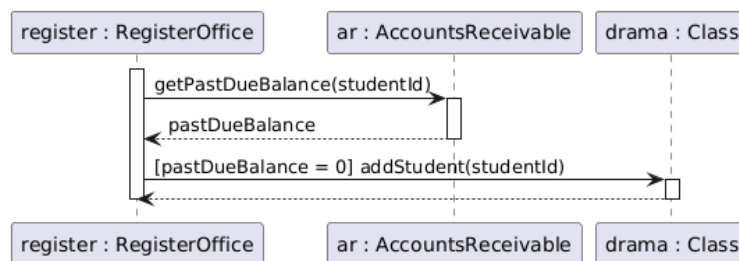 register : RegisterOffice
ar : AccountsReceivable
drama : Class
getPastDueBalance(studentId)
pastDueBalance
[pastDueBalance = 0] addStudent(studentId)
register : RegisterOffice
ar : AccountsReceivable
drama : Class